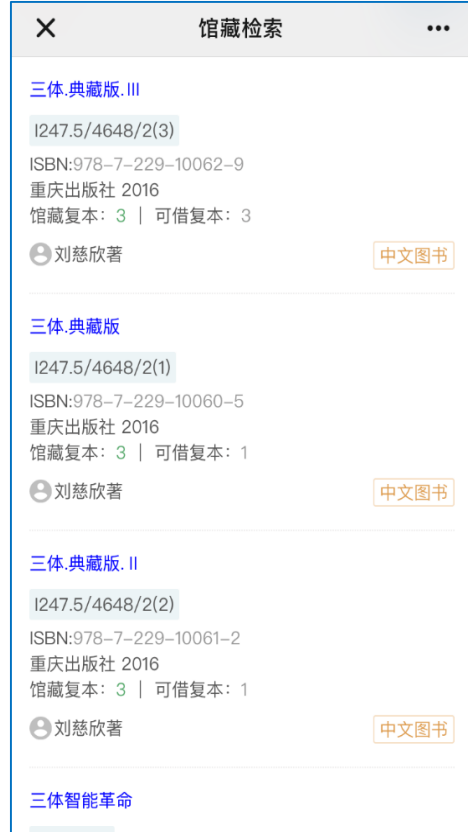 馆藏检索
三体.典藏版.III
I247.5/4648/2(3)
ISBN:978-7-229-10062-9
重庆出版社 2016
馆藏复本：3 | 可借复本：3
刘慈欣著
中文图书
三体.典藏版
I247.5/4648/2(1)
ISBN:978-7-229-10060-5
重庆出版社 2016
馆藏复本：3 | 可借复本：1
刘慈欣著
中文图书
三体.典藏版. II
I247.5/4648/2(2)
ISBN:978-7-229-10061-2
重庆出版社 2016
馆藏复本：3 | 可借复本：1
刘慈欣著
中文图书
三体智能革命